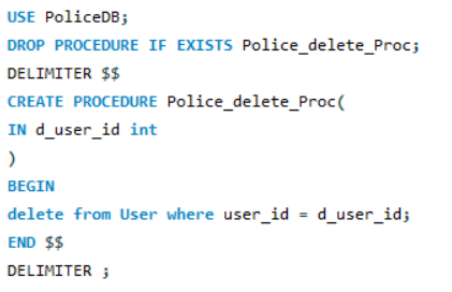 USE PoliceDB;
DROP PROCEDURE IF EXISTS Police_delete_Proc;
DELIMITER $$
CREATE PROCEDURE Police_delete_Proc(
IN d_user_id int
)
BEGIN
delete from User where user_id = d_user_id;
END $$
DELIMITER ;